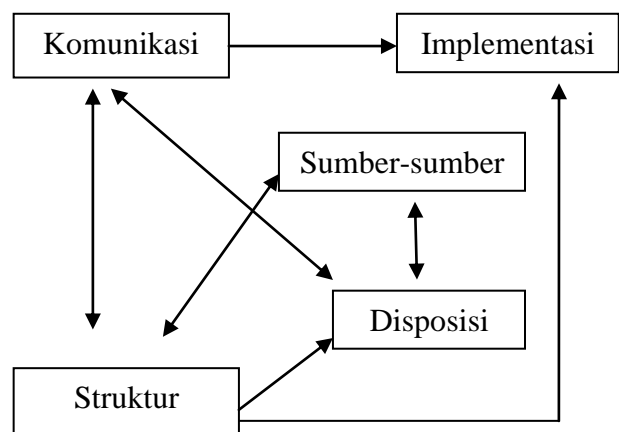 Komunikasi
Implementasi
Sumber-sumber
Disposisi
Struktur